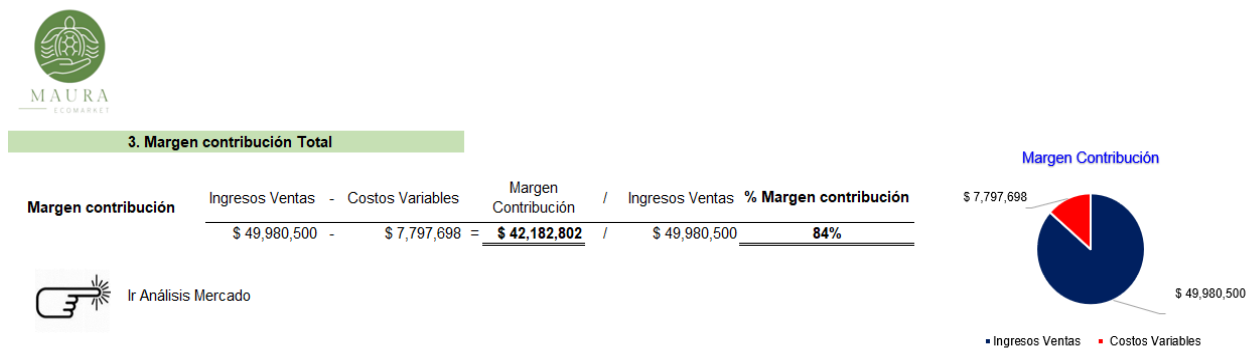 MAURA
ECOMARKET
3. Margen contribución Total
Margen contribución
Ingresos Ventas - Costos Variables Margen Contribución / Ingresos Ventas % Margen contribución
$ 49,980,500 - $ 7,797,698 = $ 42,182,802 / $ 49,980,500 84%
Ir Análisis Mercado
Margen Contribución
$ 7,797,698
$ 49,980,500
Ingresos Ventas Costos Variables